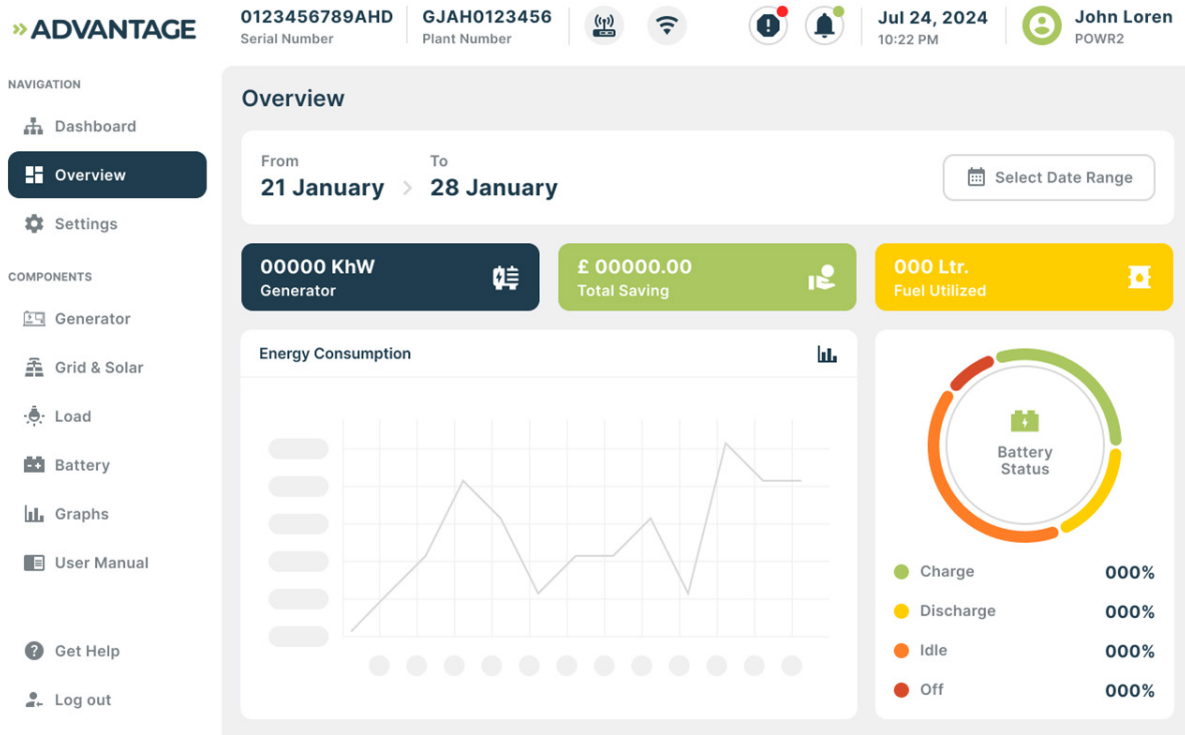 ADVANTAGE
0123456789AHD
Serial Number
GJAH0123456
Plant Number
Jul 24, 2024
10:22 PM
John Loren
POWR2
NAVIGATION
Dashboard
Overview
Settings
COMPONENTS
Generator
Grid & Solar
Load
Battery
Graphs
User Manual
Get Help
Log out
Overview
From
21 January
To
28 January
Select Date Range
00000 KhW
Generator
£ 00000.00
Total Saving
000 Ltr.
Fuel Utilized
Energy Consumption
Battery
Status
Charge 000%
Discharge 000%
Idle 000%
Off 000%